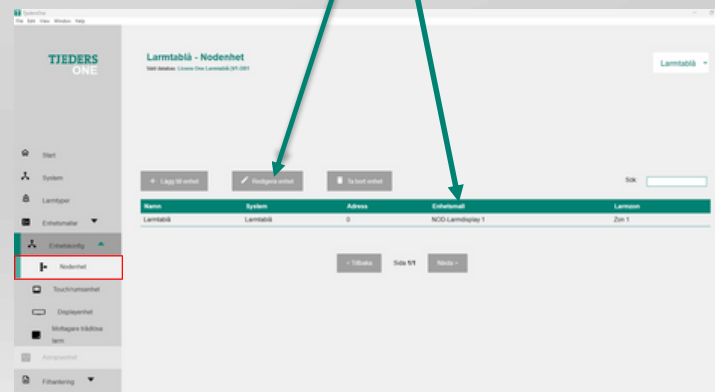 File Edit View Window Help
TJEDERS
ONE
Larmtablå - Nodenhet
Larmtablå
Start
System
Larmtyper
Enhetsmallar
Enhetskonfig
Nodenhet
Touch/rumsenhet
Displayenhet
Mottagare trådlösa
larm
Filhantering
+ Lägg till enhet
Redigera enhet
Ta bort enhet
Sök:
Namn System Adress Enhetsmall Larmzon
Larmtablå Larmtablå 0 NOD-Larmdisplay 1 Zon 1
< Tillbaka Sida 1/1 Nästa >